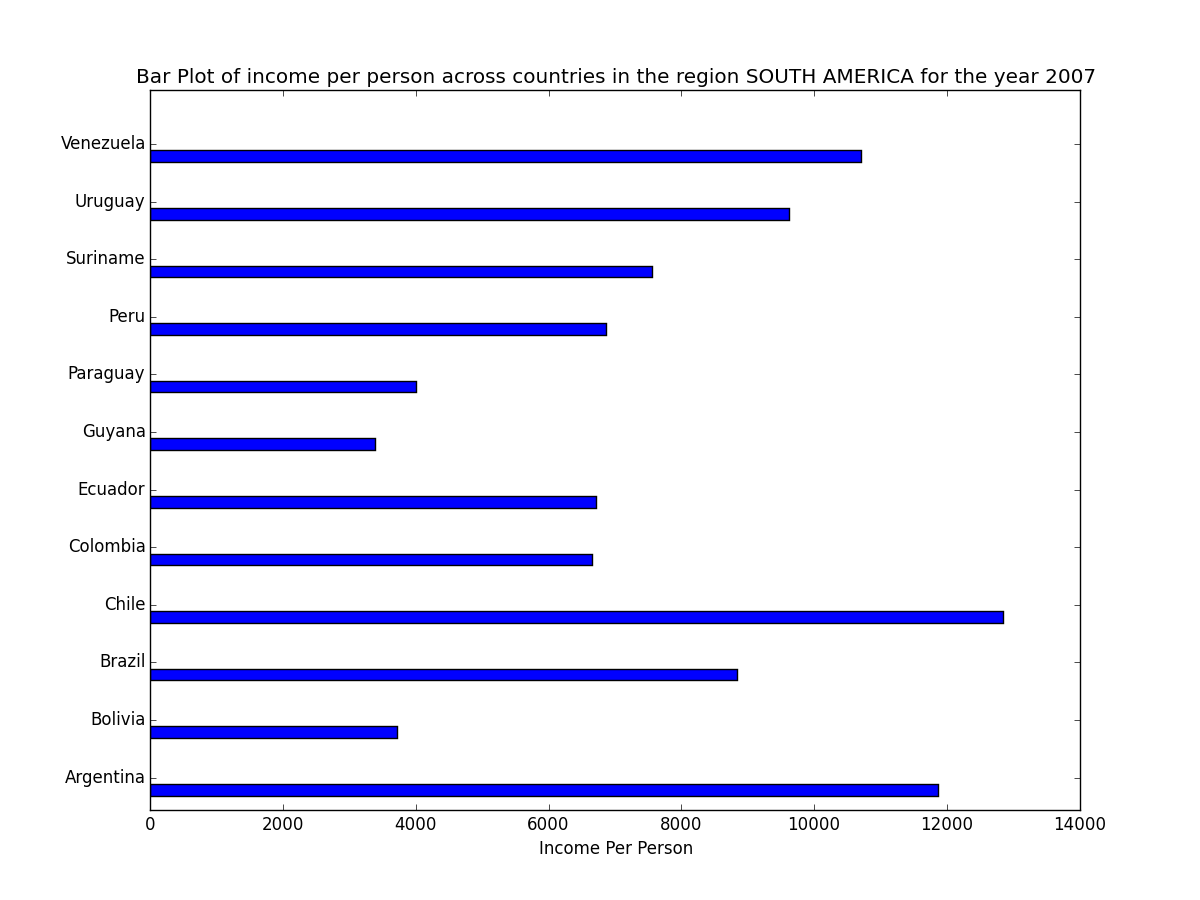 Bar Plot of income per person across countries in the region SOUTH AMERICA for the year 2007
Venezuela
Uruguay
Suriname
Peru
Paraguay
Guyana
Ecuador
Colombia
Chile
Brazil
Bolivia
Argentina
0 2000 4000 6000 8000 10000 12000 14000
Income Per Person